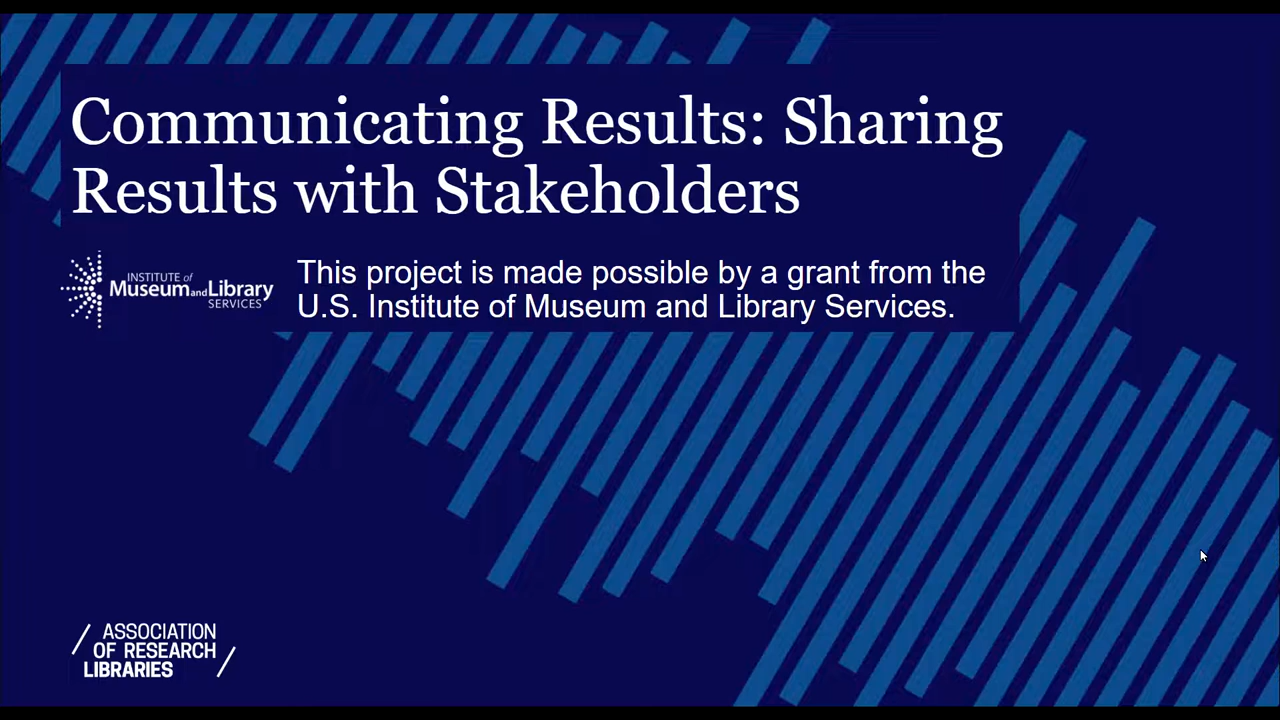 Communicating Results: Sharing
Results with Stakeholders
INSTITUTE of
Museum and Library
SERVICES
This project is made possible by a grant from the
U.S. Institute of Museum and Library Services.
ASSOCIATION
OF RESEARCH
LIBRARIES